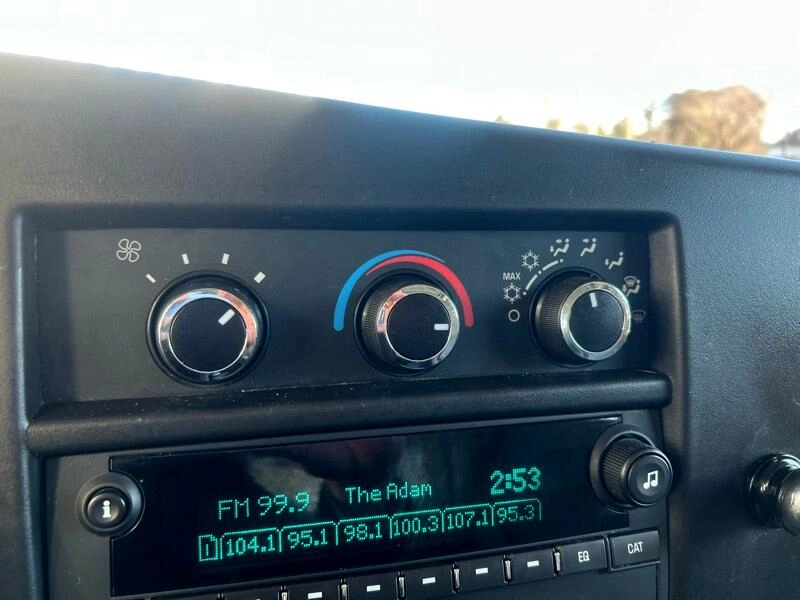 MAX
FM 99.9 The Adam 2:53
1 104.1 95.1 98.1 100.3 107.1 95.3
i
EQ CAT